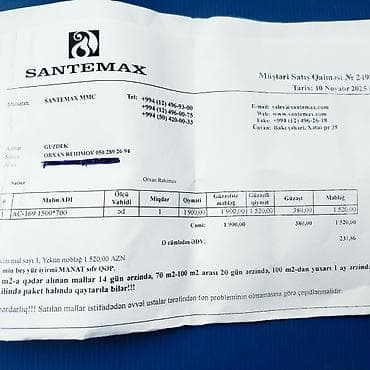 SANTEMAX
Müştəri Satış Qaiməsi № 249
Tarix: 10 Noyabr 2025
SANTEMAX MMC
Tel: +994 (12) 496-93-00
+994 (12) 496-00-75
+994 (50) 420-00-33
E-mail: sales@santemax.com
Web: www.santemax.com
Faks: +994 (12) 496-26-18
Ünvan: Bakı şəhəri, Xətai pr 35
GUZDEK
ORXAN REHIMOV 050 289 26 94
Orxan Rəhimov
Malın ADI Ölçü Vahidi Miqdar Qiyməti Güzəştsiz məbləğ Güzəştli qiymət Güzəşt Məbləğ
1 AC-169 1500*700 əd 1 1 900,00 1 900,00 1 520,00 380,00 1 520,00
Cəmi: 1 900,00 380,00 1 520,00
O cümlədən ƏDV: 231,86
mal sayı 1, Yekun məbləğ 1 520,00 AZN
min beş yüz iyirmi MANAT sıfır QƏP.
m2-a qədər alınan mallar 14 gün ərzində, 70 m2-100 m2 arası 20 gün ərzində, 100 m2-dən yuxarı 1 ay ərzində
paket halında qaytarıla bilər!!!
Satılan mallar istifadədən əvvəl ustalar tərəfindən ton probleminin olmamasına görə çeşidlənməlidir.